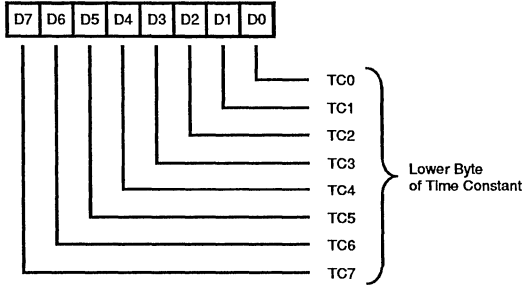 D7 D6 D5 D4 D3 D2 D1 D0
TC0
TC1
TC2
TC3
TC4
TC5
TC6
TC7
Lower Byte
of Time Constant